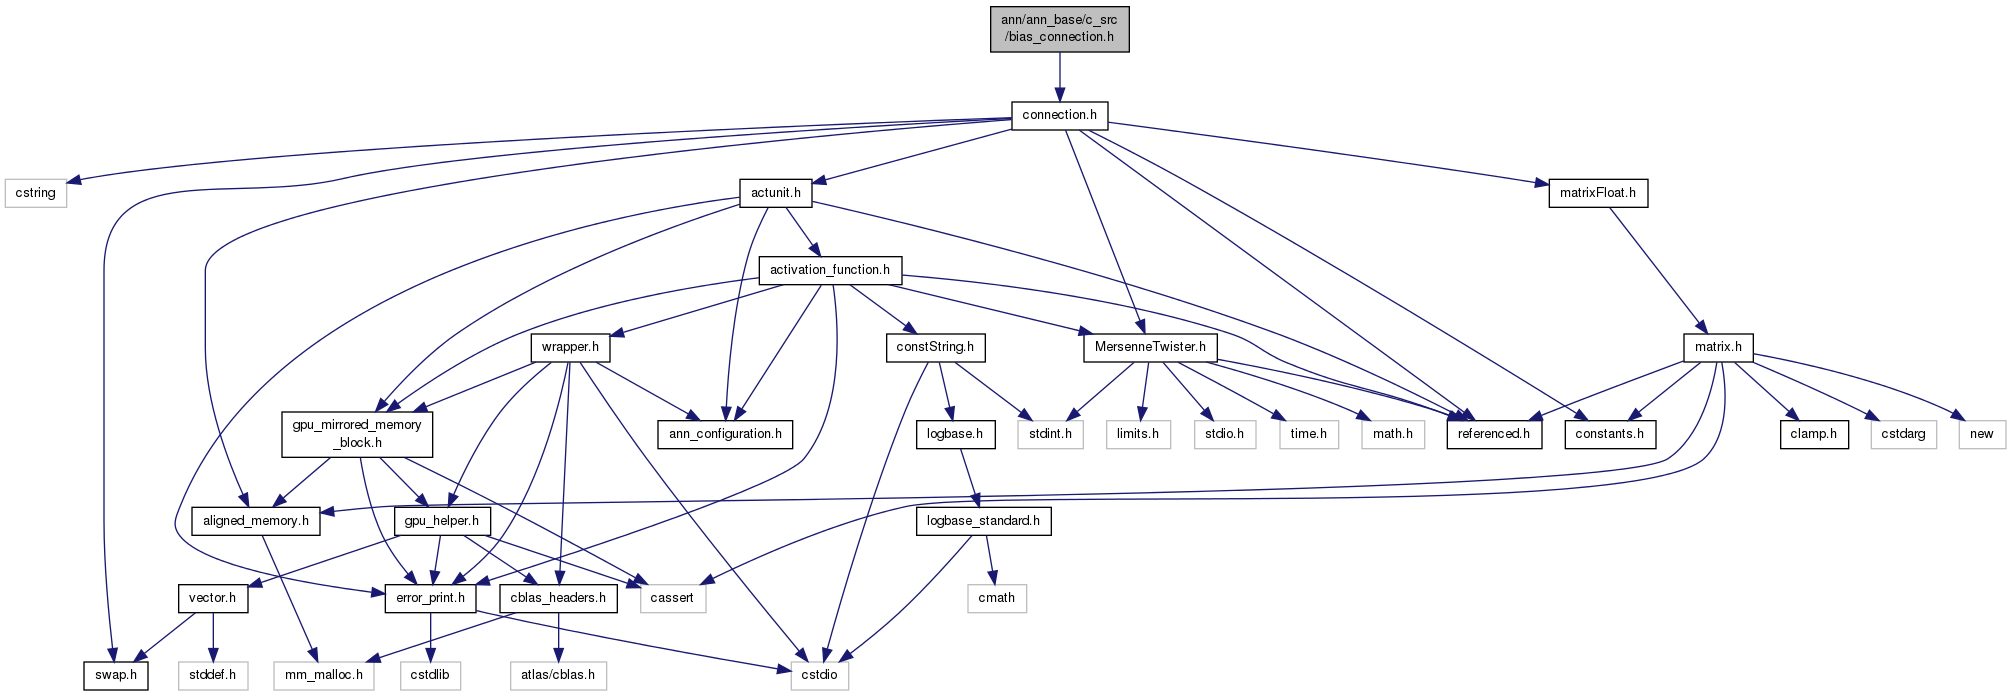 ann/ann_base/c_src
/bias_connection.h
connection.h
cstring
actunit.h
matrixFloat.h
activation_function.h
wrapper.h
constString.h
MersenneTwister.h
matrix.h
gpu_mirrored_memory
_block.h
ann_configuration.h
logbase.h
stdint.h
limits.h
stdio.h
time.h
math.h
referenced.h
constants.h
clamp.h
cstdarg
new
aligned_memory.h
gpu_helper.h
logbase_standard.h
vector.h
error_print.h
cblas_headers.h
cassert
cmath
swap.h
stddef.h
mm_malloc.h
cstdlib
atlas/cblas.h
cstdio